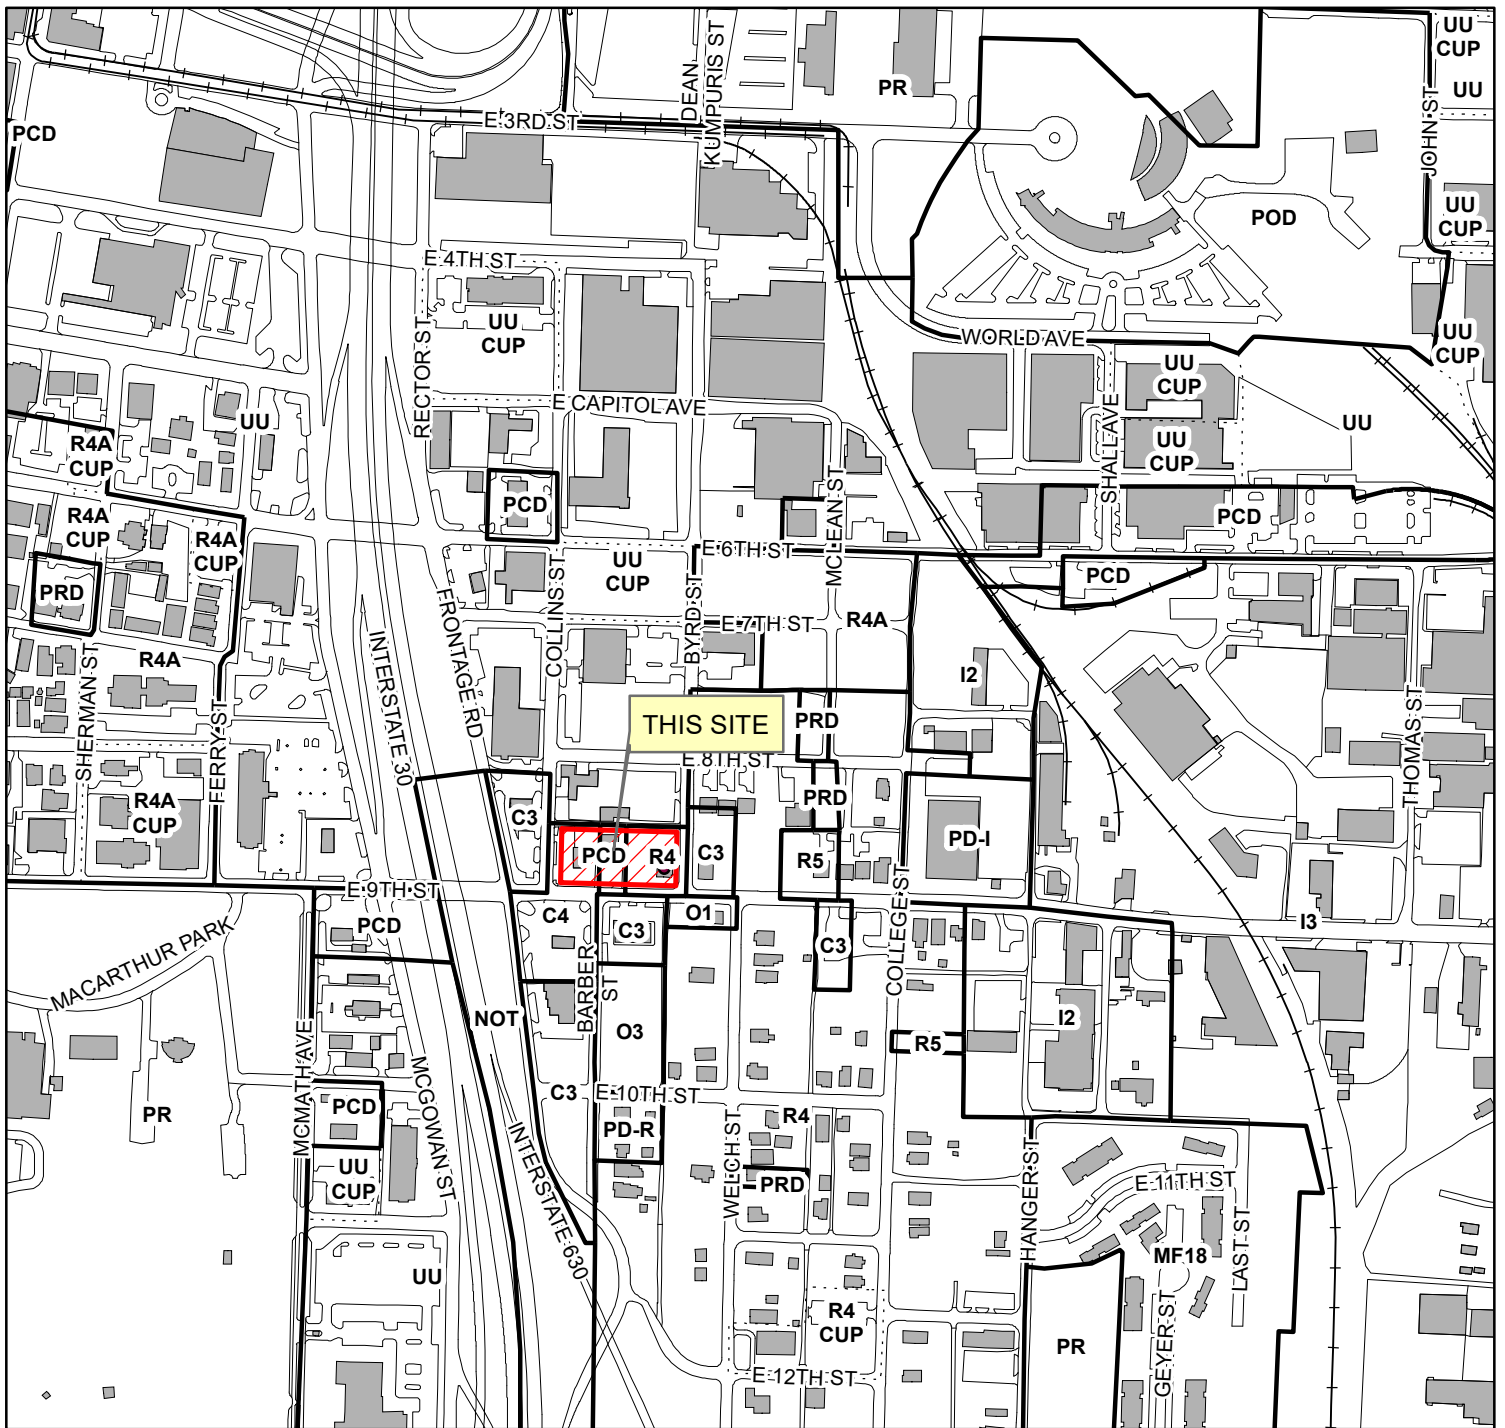 UU
CUP
UU
PCD
E 3RD ST
DEAN
KUMPURIS ST
PR
JOHN ST
UU
CUP
POD
E 4TH ST
UU
CUP
RECTOR ST
WORLD AVE
UU
CUP
UU
CUP
E CAPITOL AVE
SHALL AVE
UU
CUP
UU
UU
R4A
CUP
PCD
MCLEAN ST
PCD
R4A
CUP
R4A
CUP
E 6TH ST
UU
CUP
PCD
PRD
FRONTAGE RD
COLLINS ST
BYRD ST
E 7TH ST
R4A
R4A
SHERMAN ST
FERRY ST
INTERSTATE 30
I2
THOMAS ST
THIS SITE
PRD
E 8TH ST
PRD
R4A
CUP
C3
PCD
R4
C3
R5
PD-I
E 9TH ST
PCD
C4
C3
O1
C3
COLLEGE ST
I3
MACARTHUR PARK
NOT
BARBER
ST
O3
I2
R5
MCMATH AVE
MCGOWAN ST
PR
PCD
C3
E 10TH ST
PD-R
R4
UU
CUP
INTERSTATE 630
WELCH ST
PRD
HANGER ST
E 11TH ST
MF18
LAST ST
UU
R4
CUP
PR
GEYER ST
E 12TH ST